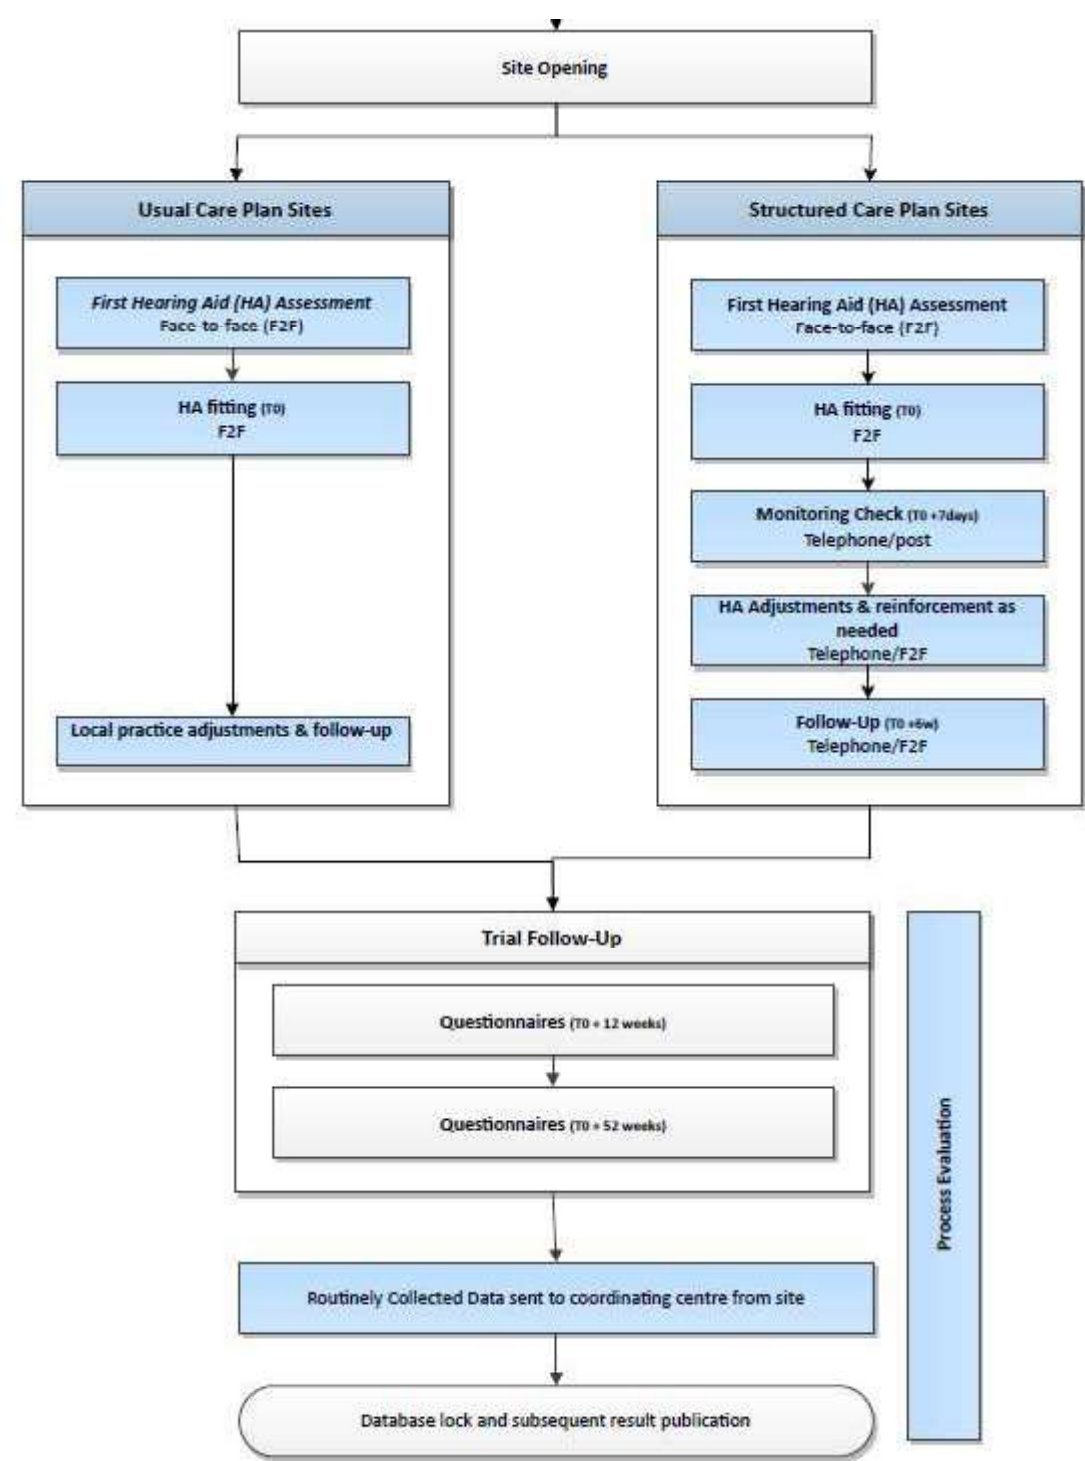 Site Opening
Usual Care Plan Sites
First Hearing Aid (HA) Assessment
Face-to-face (F2F)
HA fitting (T0)
F2F
Local practice adjustments & follow-up
Structured Care Plan Sites
First Hearing Aid (HA) Assessment
Face-to-face (F2F)
HA fitting (T0)
F2F
Monitoring Check (T0 +7days)
Telephone/post
HA Adjustments & reinforcement as
needed
Telephone/F2F
Follow-Up (T0 +6w)
Telephone/F2F
Trial Follow-Up
Questionnaires (T0 + 12 weeks)
Questionnaires (T0 + 52 weeks)
Process Evaluation
Routinely Collected Data sent to coordinating centre from site
Database lock and subsequent result publication